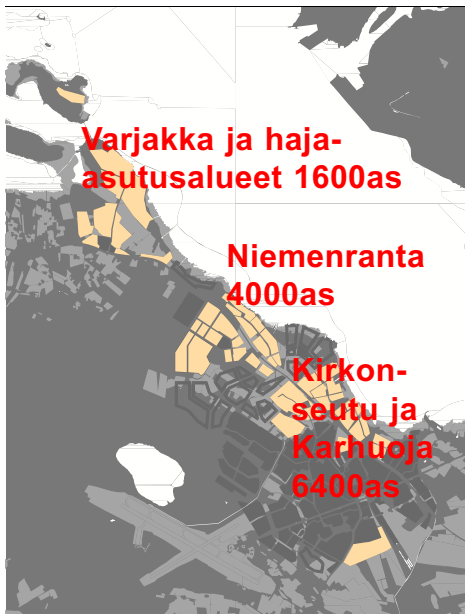 Varjakka ja haja-
asutusalueet 1600as
Niemenranta
4000as
Kirkon-
seutu ja
Karhuoja
6400as